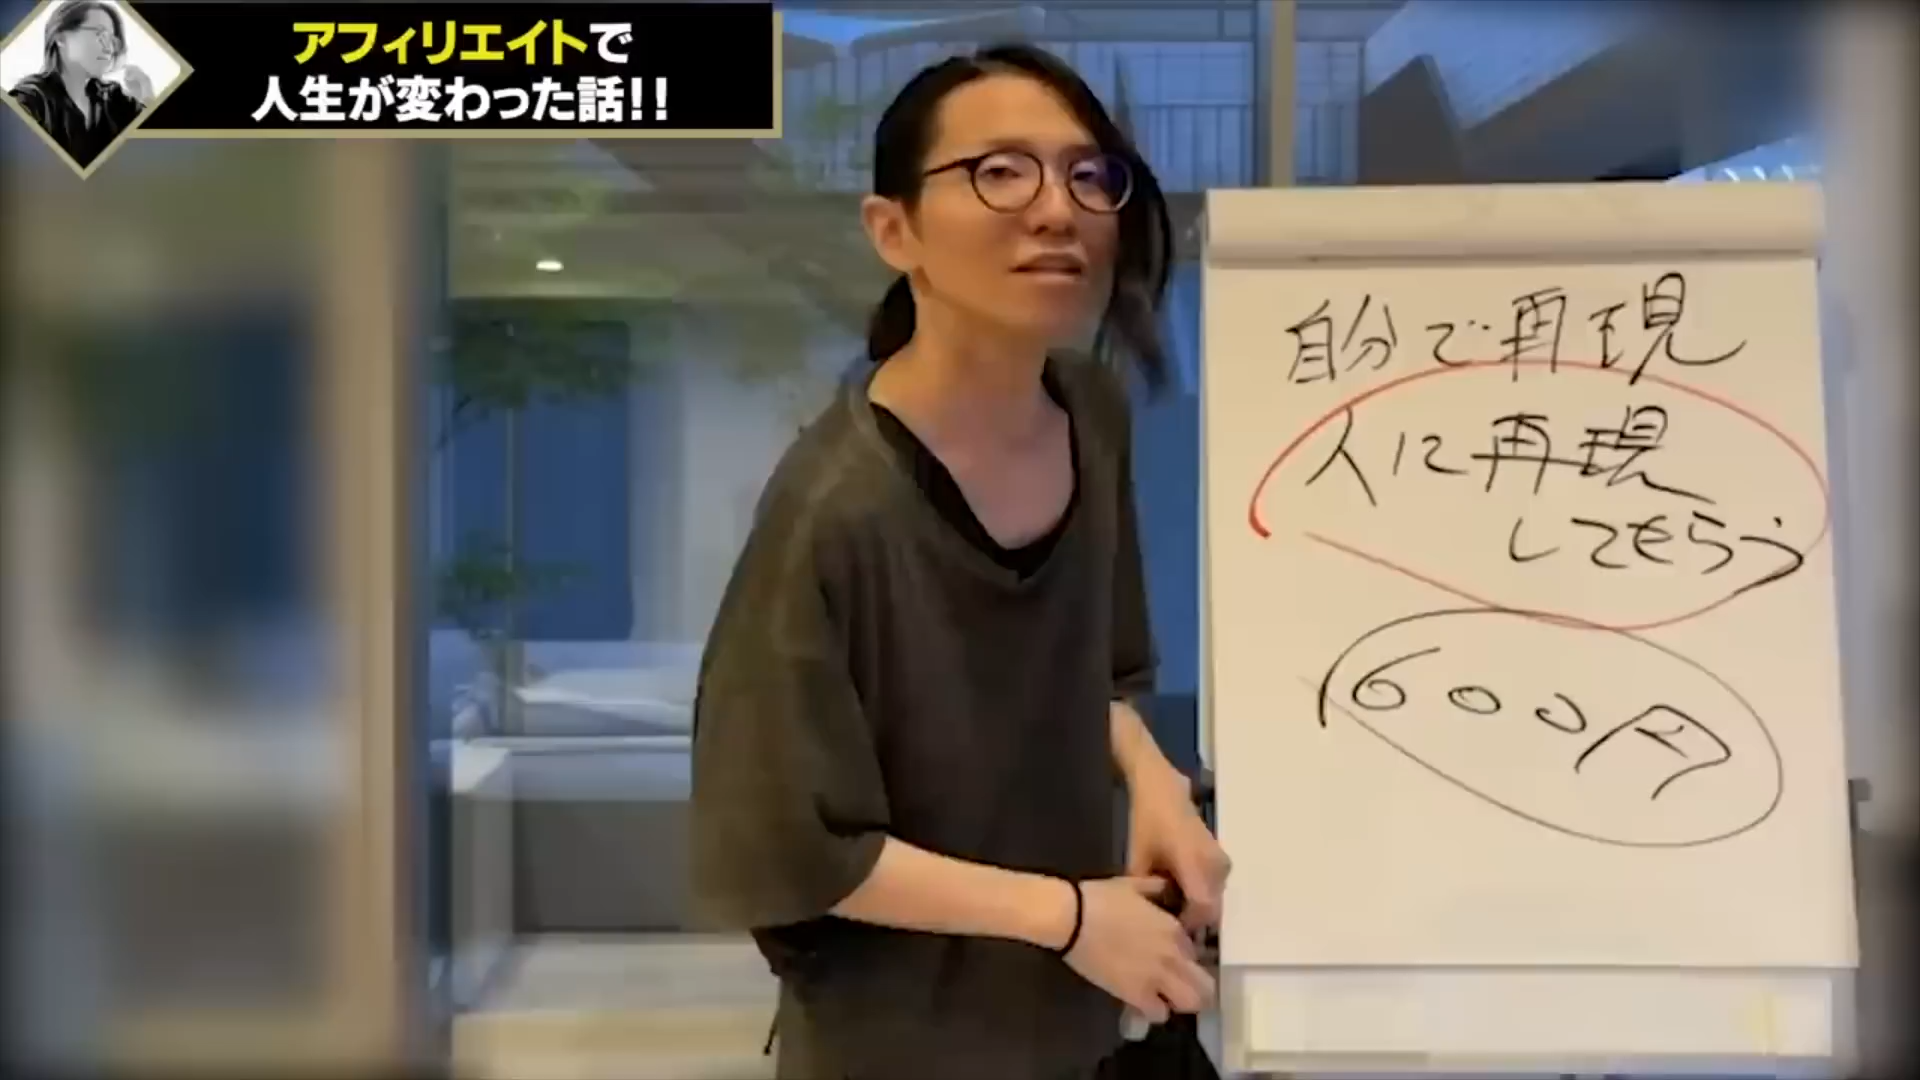 アフィリエイトで
人生が変わった話!!
自分で再現
人に再現
してもらう
600円